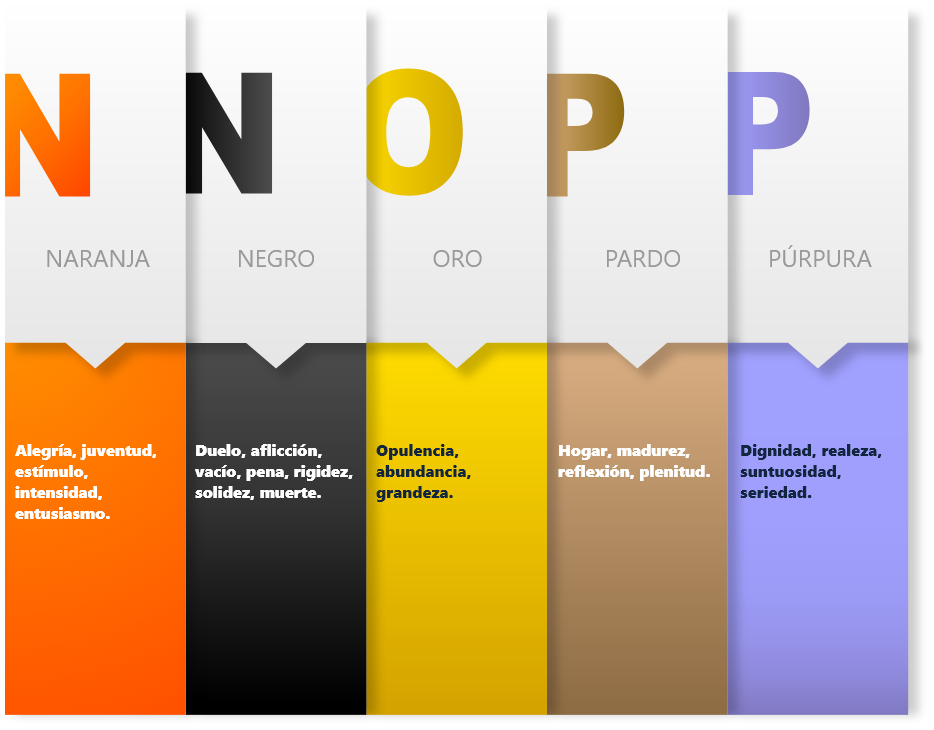 N
NARANJA
Alegría, juventud,
estímulo,
intensidad,
entusiasmo.
N
NEGRO
Duelo, aflicción,
vacío, pena, rigidez,
solidez, muerte.
O
ORO
Opulencia,
abundancia,
grandeza.
P
PARDO
Hogar, madurez,
reflexión, plenitud.
P
PÚRPURA
Dignidad, realeza,
suntuosidad,
seriedad.